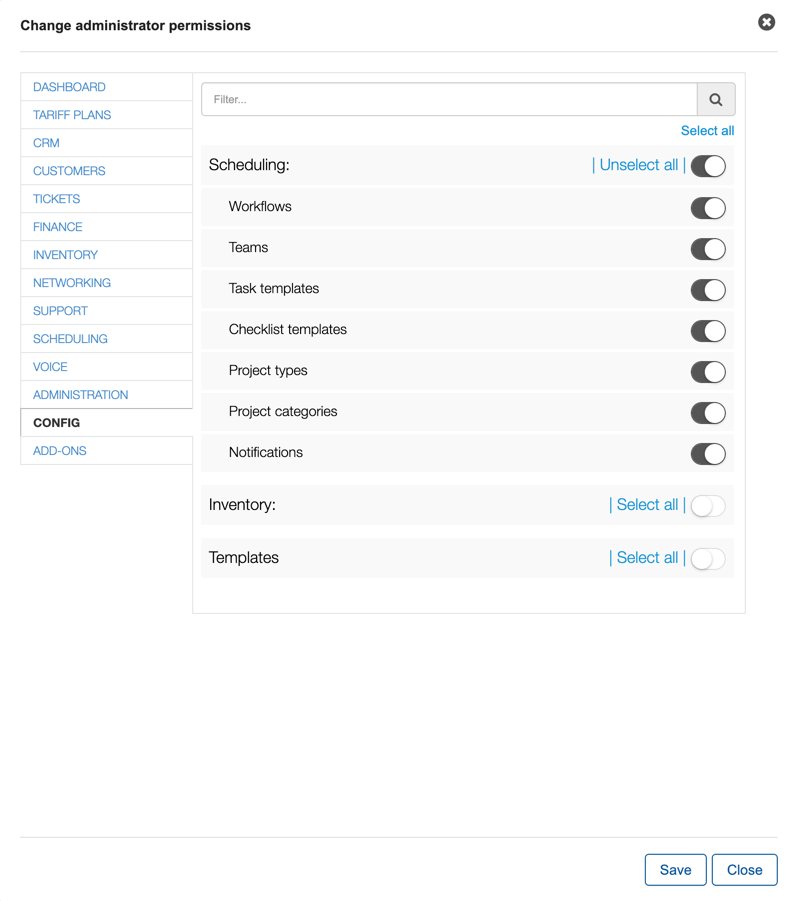 Change administrator permissions
DASHBOARD
TARIFF PLANS
CRM
CUSTOMERS
TICKETS
FINANCE
INVENTORY
NETWORKING
SUPPORT
SCHEDULING
VOICE
ADMINISTRATION
CONFIG
ADD-ONS
Filter...
Select all
Scheduling: | Unselect all |
Workflows
Teams
Task templates
Checklist templates
Project types
Project categories
Notifications
Inventory: | Select all |
Templates | Select all |
Save Close